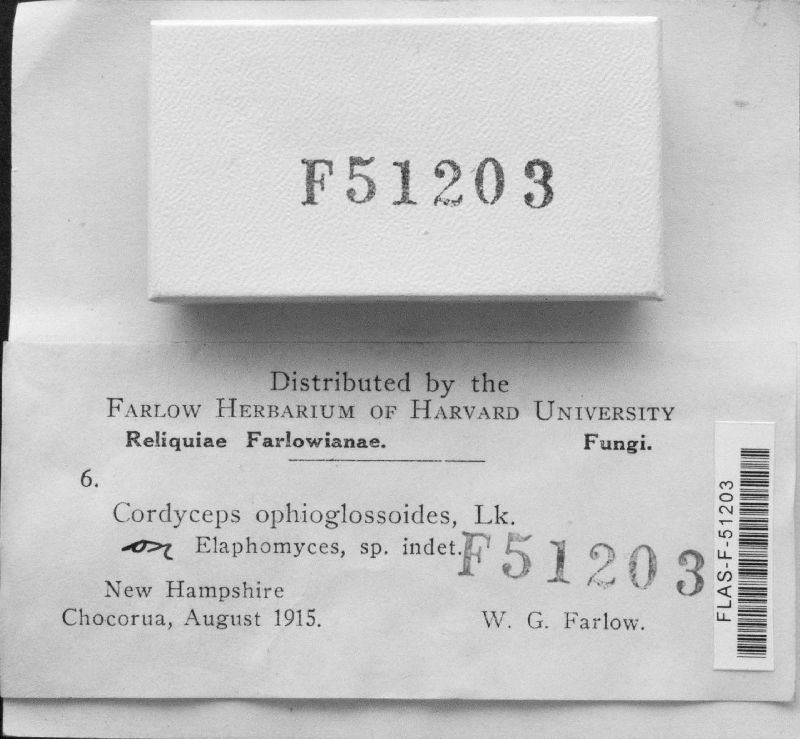 F51203
Distributed by the
FARLOW HERBARIUM OF HARVARD UNIVERSITY
Reliquiae Farlowianae. Fungi.
6.
Cordyceps ophioglossoides, Lk.
on Elaphomyces, sp. indet.
F51203
New Hampshire
Chocorua, August 1915. W. G. Farlow.
FLAS-F-51203